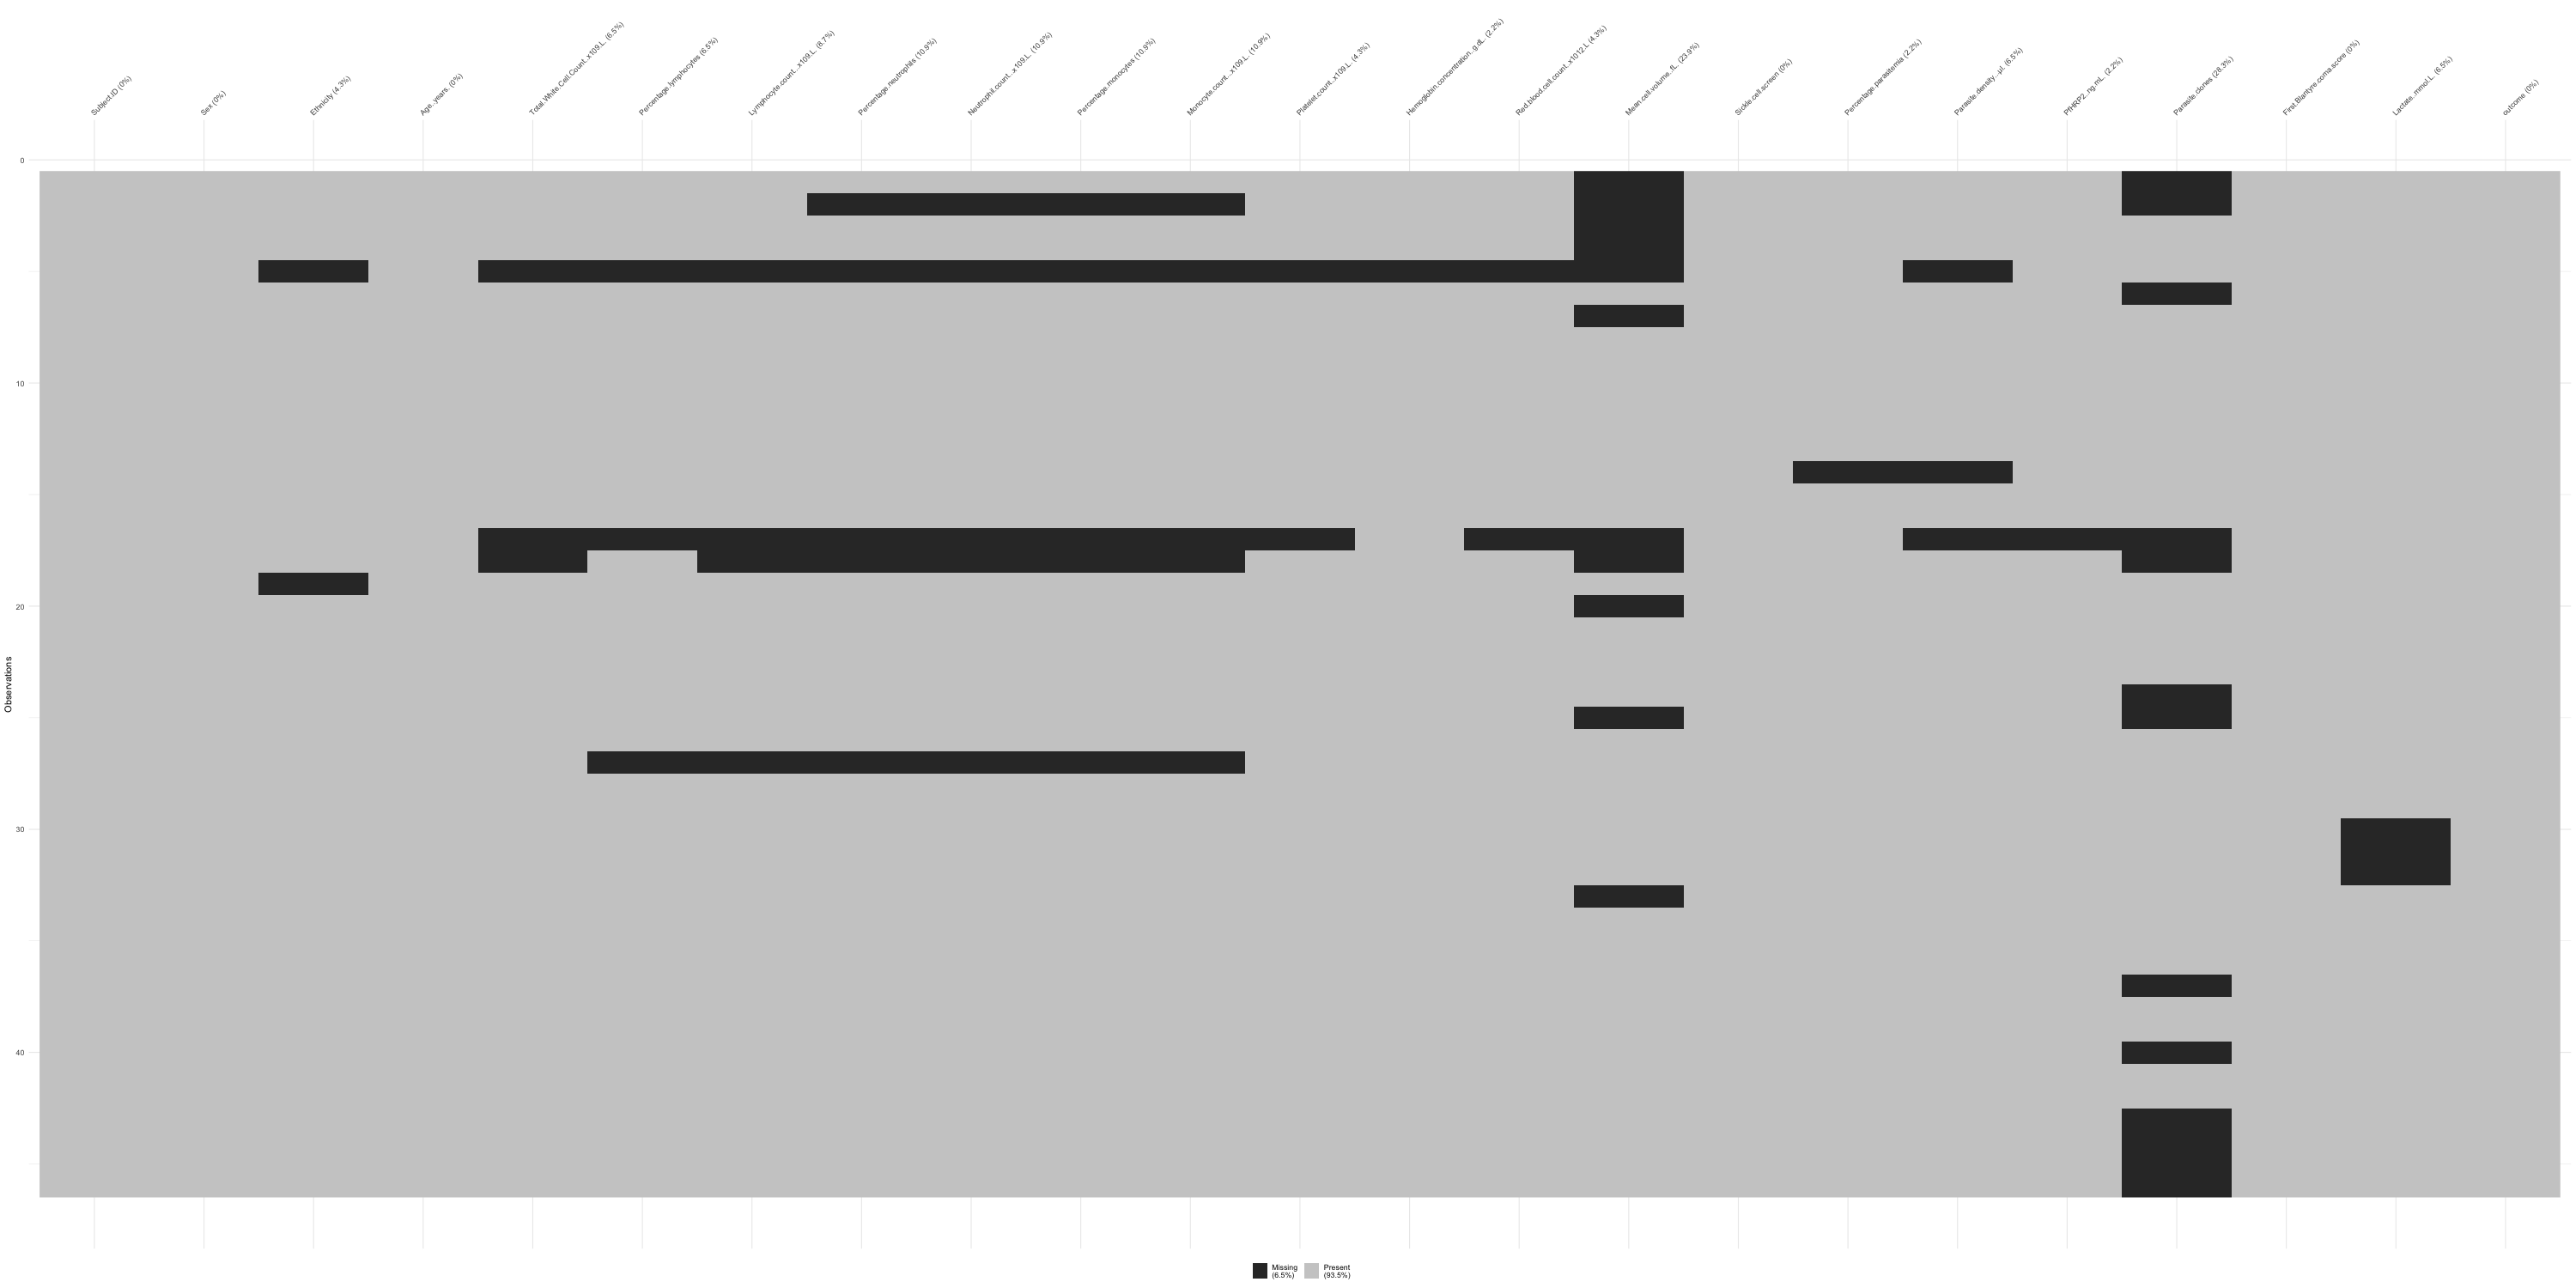 Subject.ID (0%)
Sex (0%)
Ethnicity (4.3%)
Age..years. (0%)
Total.White.Cell.Count..x109.L. (6.5%)
Percentage.lymphocytes (6.5%)
Lymphocyte.count...x109.L. (8.7%)
Percentage.neutrophils (10.9%)
Neutrophil.count...x109.L. (10.9%)
Percentage.monocytes (10.9%)
Monocyte.count...x109.L. (10.9%)
Platelet.count..x109.L. (4.3%)
Hemoglobin.concentration..g.dL. (2.2%)
Red.blood.cell.count..x1012.L (4.3%)
Mean.cell.volume..fL. (23.9%)
Sickle.cell.screen (0%)
Percentage.parasitemia (2.2%)
Parasite.density...µl. (6.5%)
PfHRP2..ng.mL. (2.2%)
Parasite.clones (28.3%)
First.Blantyre.coma.score (0%)
Lactate..mmol.L. (6.5%)
outcome (0%)
0
10
20
30
40
Observations
Missing
(6.5%)
Present
(93.5%)